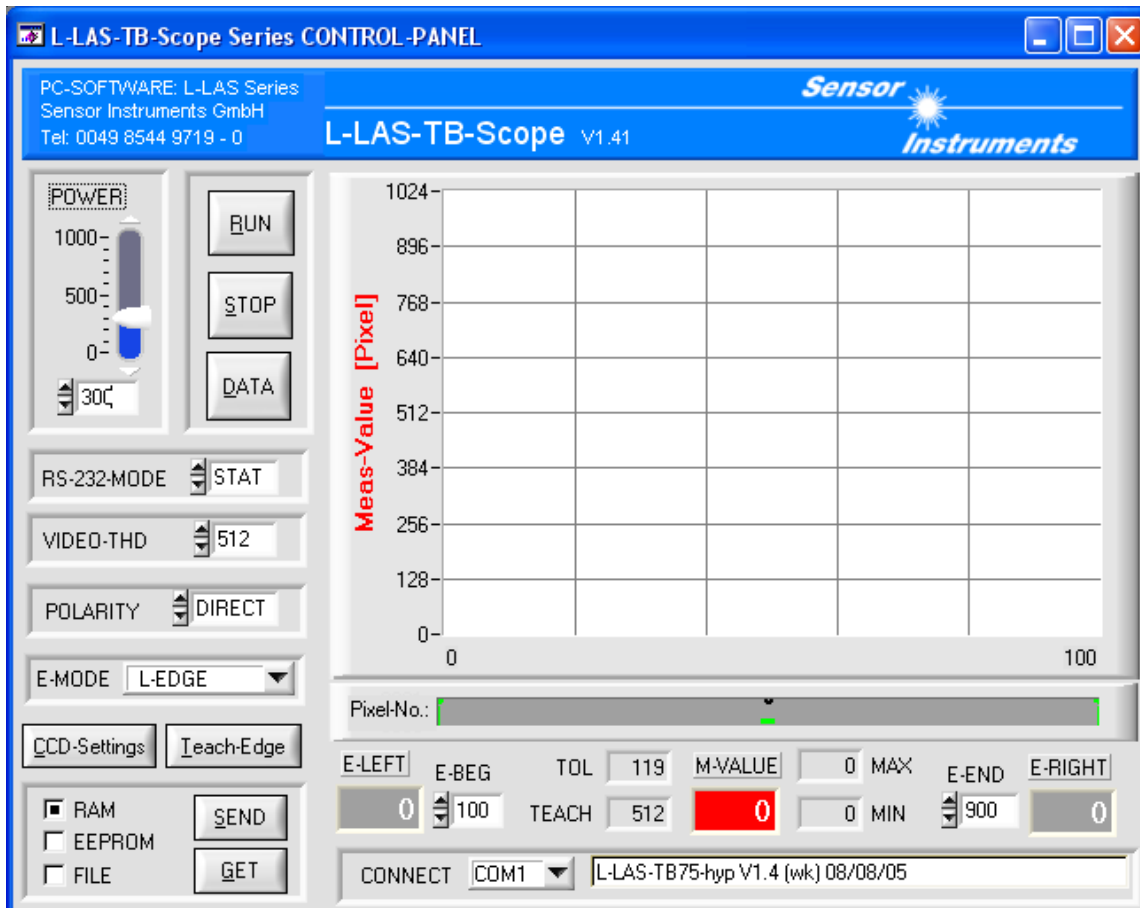 L-LAS-TB-Scope Series CONTROL-PANEL
PC-SOFTWARE: L-LAS Series
Sensor Instruments GmbH
Tel: 0049 8544 9719 - 0
L-LAS-TB-Scope V1.41
Sensor
Instruments
POWER
1000
500
0
RUN
STOP
DATA
RS-232-MODE STAT
VIDEO-THD 512
POLARITY DIRECT
E-MODE L-EDGE
CCD-Settings Teach-Edge
RAM
EEPROM
FILE
SEND
GET
Meas-Value [Pixel]
1024
896
768
640
512
384
256
128
0
0 100
Pixel-No.:
E-LEFT
0
E-BEG
100
TOL 119
TEACH 512
M-VALUE
0
0 MAX
0 MIN
E-END
900
E-RIGHT
0
CONNECT COM1 L-LAS-TB75-hyp V1.4 (wk) 08/08/05